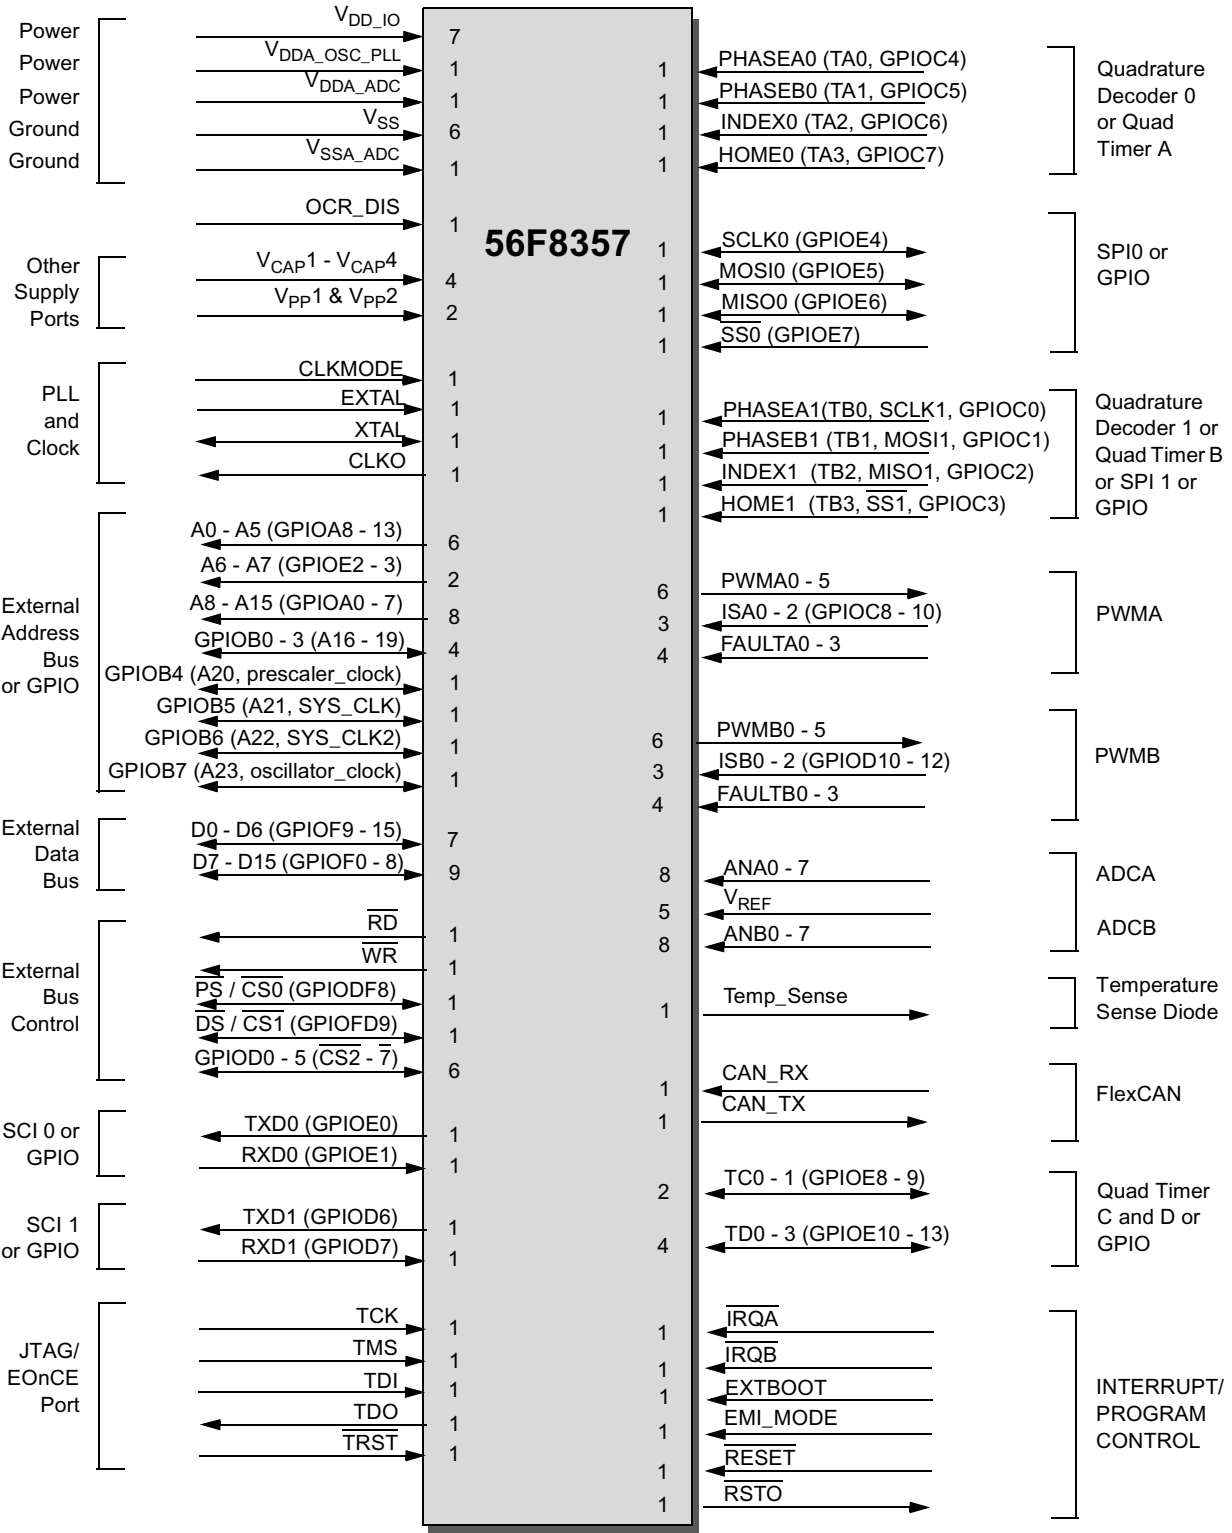 Power
V_DD_IO
7
Power
V_DDA_OSC_PLL
1
Power
V_DDA_ADC
1
Ground
V_SS
6
Ground
V_SSA_ADC
1
OCR_DIS
1
Other
Supply
Ports
V_CAP1 - V_CAP4
4
V_PP1 & V_PP2
2
PLL
and
Clock
CLKMODE
1
EXTAL
1
XTAL
1
CLKO
1
External
Address
Bus
or GPIO
A0 - A5 (GPIOA8 - 13)
6
A6 - A7 (GPIOE2 - 3)
2
A8 - A15 (GPIOA0 - 7)
8
GPIOB0 - 3 (A16 - 19)
4
GPIOB4 (A20, prescaler_clock)
1
GPIOB5 (A21, SYS_CLK)
1
GPIOB6 (A22, SYS_CLK2)
1
GPIOB7 (A23, oscillator_clock)
1
External
Data
Bus
D0 - D6 (GPIOF9 - 15)
7
D7 - D15 (GPIOF0 - 8)
9
External
Bus
Control
RD
1
WR
1
PS / CS0 (GPIODF8)
1
DS / CS1 (GPIOFD9)
1
GPIOD0 - 5 (CS2 - 7)
6
SCI 0 or
GPIO
TXD0 (GPIOE0)
1
RXD0 (GPIOE1)
1
SCI 1
or GPIO
TXD1 (GPIOD6)
1
RXD1 (GPIOD7)
1
JTAG/
EOnCE
Port
TCK
1
TMS
1
TDI
1
TDO
1
TRST
1
56F8357
1
PHASEA0 (TA0, GPIOC4)
1
PHASEB0 (TA1, GPIOC5)
1
INDEX0 (TA2, GPIOC6)
1
HOME0 (TA3, GPIOC7)
Quadrature
Decoder 0
or Quad
Timer A
1
SCLK0 (GPIOE4)
1
MOSI0 (GPIOE5)
1
MISO0 (GPIOE6)
1
SS0 (GPIOE7)
SPI0 or
GPIO
1
PHASEA1(TB0, SCLK1, GPIOC0)
1
PHASEB1 (TB1, MOSI1, GPIOC1)
1
INDEX1 (TB2, MISO1, GPIOC2)
1
HOME1 (TB3, SS1, GPIOC3)
Quadrature
Decoder 1 or
Quad Timer B
or SPI 1 or
GPIO
6
PWMA0 - 5
3
ISA0 - 2 (GPIOC8 - 10)
4
FAULTA0 - 3
PWMA
6
PWMB0 - 5
3
ISB0 - 2 (GPIOD10 - 12)
4
FAULTB0 - 3
PWMB
8
ANA0 - 7
5
V_REF
8
ANB0 - 7
ADCA
ADCB
1
Temp_Sense
Temperature
Sense Diode
1
CAN_RX
1
CAN_TX
FlexCAN
2
TC0 - 1 (GPIOE8 - 9)
4
TD0 - 3 (GPIOE10 - 13)
Quad Timer
C and D or
GPIO
1
IRQA
1
IRQB
1
EXTBOOT
1
EMI_MODE
1
RESET
1
RSTO
INTERRUPT/
PROGRAM
CONTROL